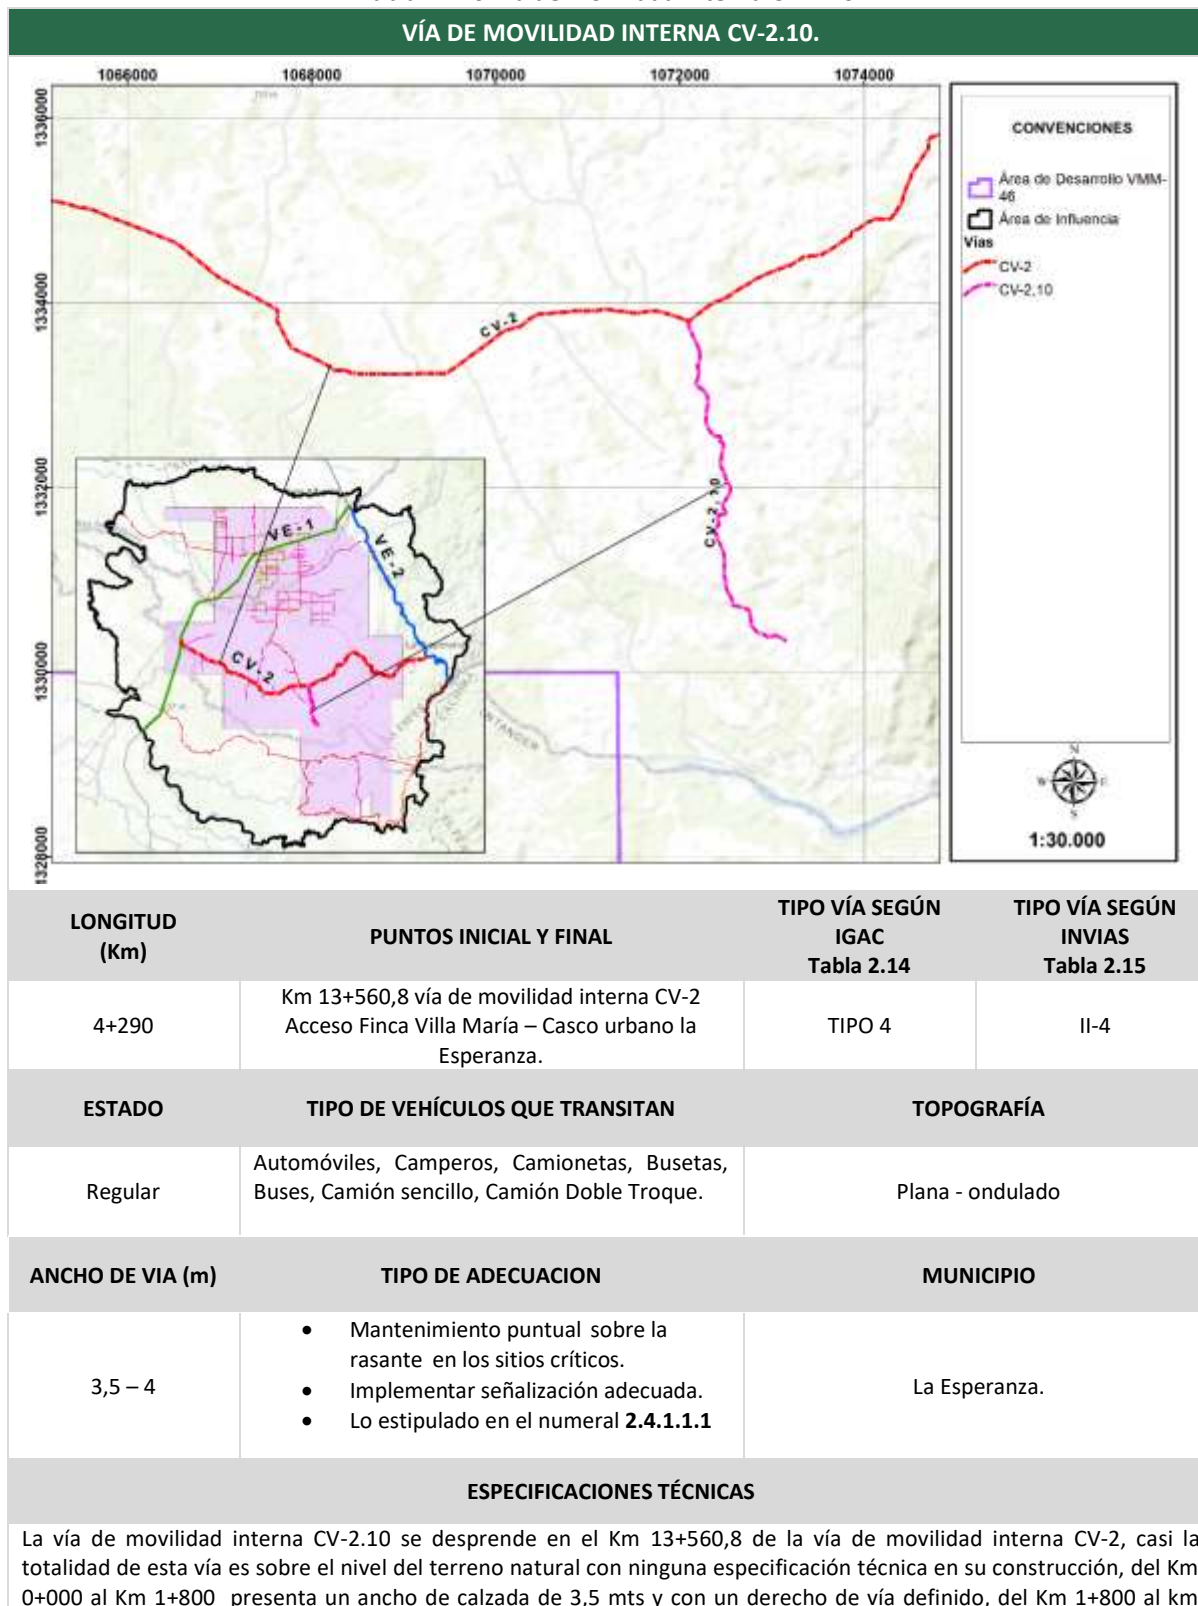 VÍA DE MOVILIDAD INTERNA CV-2.10.
1066000 1068000 1070000 1072000 1074000
1336000
1334000
1332000
1330000
1328000
CV-2
CV-2,10
VE-1
VE-2
CV-2
CONVENCIONES
Área de Desarrollo VMM-
46
Área de Influencia
Vías
CV-2
CV-2,10
N
W E
S
1:30.000
LONGITUD
(Km)
PUNTOS INICIAL Y FINAL
TIPO VÍA SEGÚN
IGAC
Tabla 2.14
TIPO VÍA SEGÚN
INVIAS
Tabla 2.15
4+290
Km 13+560,8 vía de movilidad interna CV-2
Acceso Finca Villa María – Casco urbano la
Esperanza.
TIPO 4
II-4
ESTADO
TIPO DE VEHÍCULOS QUE TRANSITAN
TOPOGRAFÍA
Regular
Automóviles, Camperos, Camionetas, Busetas,
Buses, Camión sencillo, Camión Doble Troque.
Plana - ondulado
ANCHO DE VIA (m)
TIPO DE ADECUACION
MUNICIPIO
3,5 – 4
• Mantenimiento puntual sobre la
rasante en los sitios críticos.
• Implementar señalización adecuada.
• Lo estipulado en el numeral 2.4.1.1.1
La Esperanza.
ESPECIFICACIONES TÉCNICAS
La vía de movilidad interna CV-2.10 se desprende en el Km 13+560,8 de la vía de movilidad interna CV-2, casi la
totalidad de esta vía es sobre el nivel del terreno natural con ninguna especificación técnica en su construcción, del Km
0+000 al Km 1+800 presenta un ancho de calzada de 3,5 mts y con un derecho de vía definido, del Km 1+800 al km